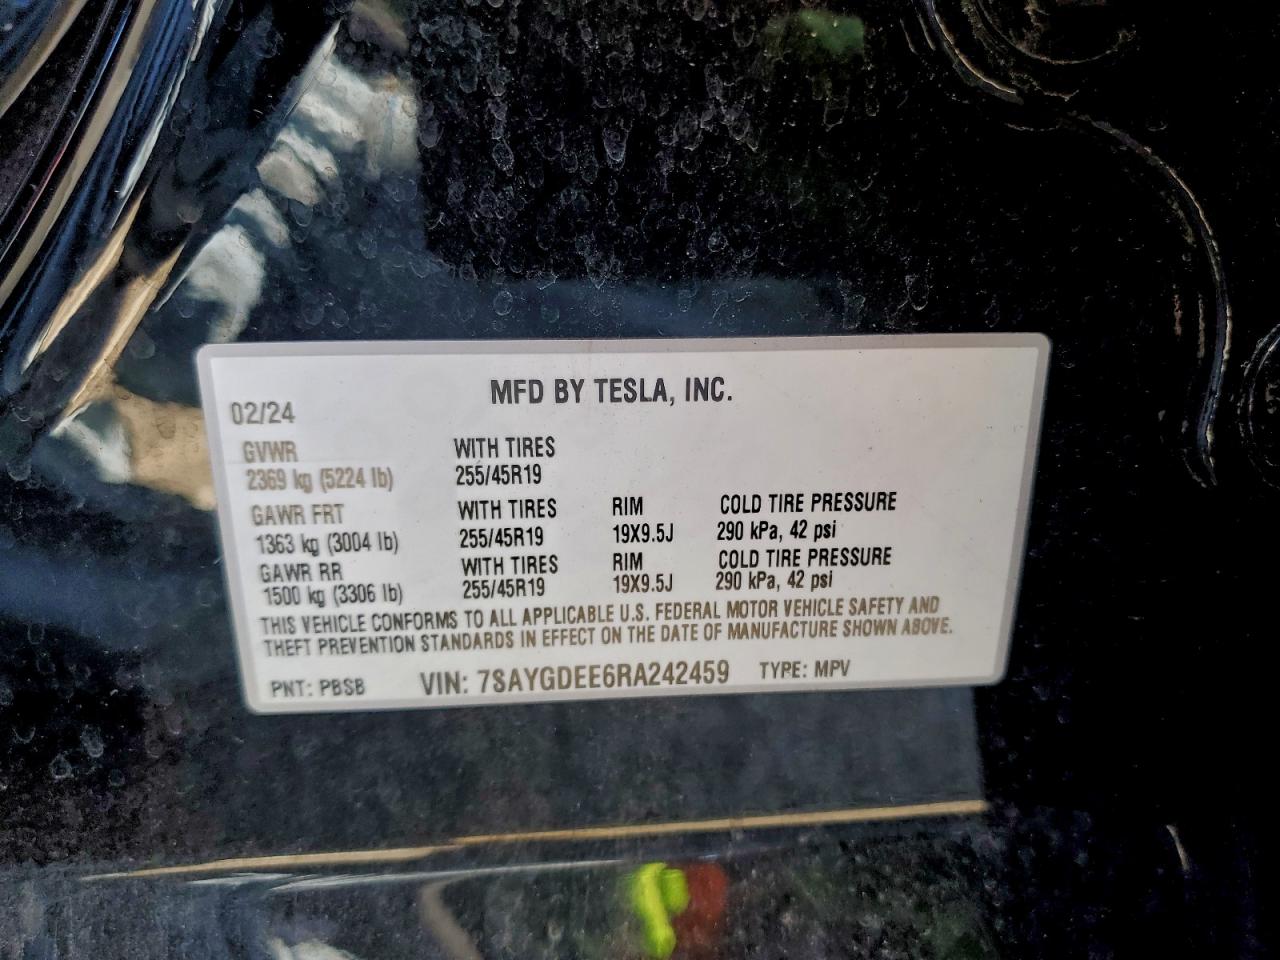 MFD BY TESLA, INC.
02/24
GVWR WITH TIRES
2369 kg (5224 lb) 255/45R19
GAWR FRT WITH TIRES RIM COLD TIRE PRESSURE
1363 kg (3004 lb) 255/45R19 19X9.5J 290 kPa, 42 psi
GAWR RR WITH TIRES RIM COLD TIRE PRESSURE
1500 kg (3306 lb) 255/45R19 19X9.5J 290 kPa, 42 psi
THIS VEHICLE CONFORMS TO ALL APPLICABLE U.S. FEDERAL MOTOR VEHICLE SAFETY AND
THEFT PREVENTION STANDARDS IN EFFECT ON THE DATE OF MANUFACTURE SHOWN ABOVE.
PNT: PBSB VIN: 7SAYGDEE6RA242459 TYPE: MPV